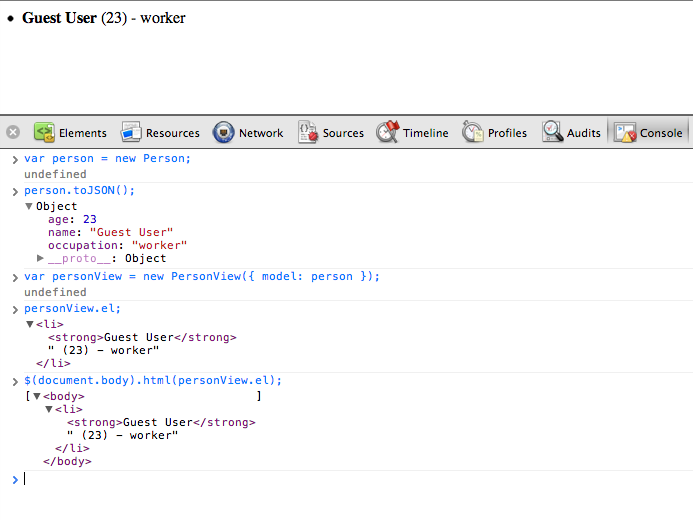 • Guest User (23) - worker
Elements Resources Network Sources Timeline Profiles Audits Console
> var person = new Person;
undefined
> person.toJSON();
▼Object
age: 23
name: "Guest User"
occupation: "worker"
▶__proto__: Object
> var personView = new PersonView({ model: person });
undefined
> personView.el;
▼<li>
<strong>Guest User</strong>
" (23) - worker"
</li>
> $(document.body).html(personView.el);
[▼<body> ]
▼<li>
<strong>Guest User</strong>
" (23) - worker"
</li>
</body>
>